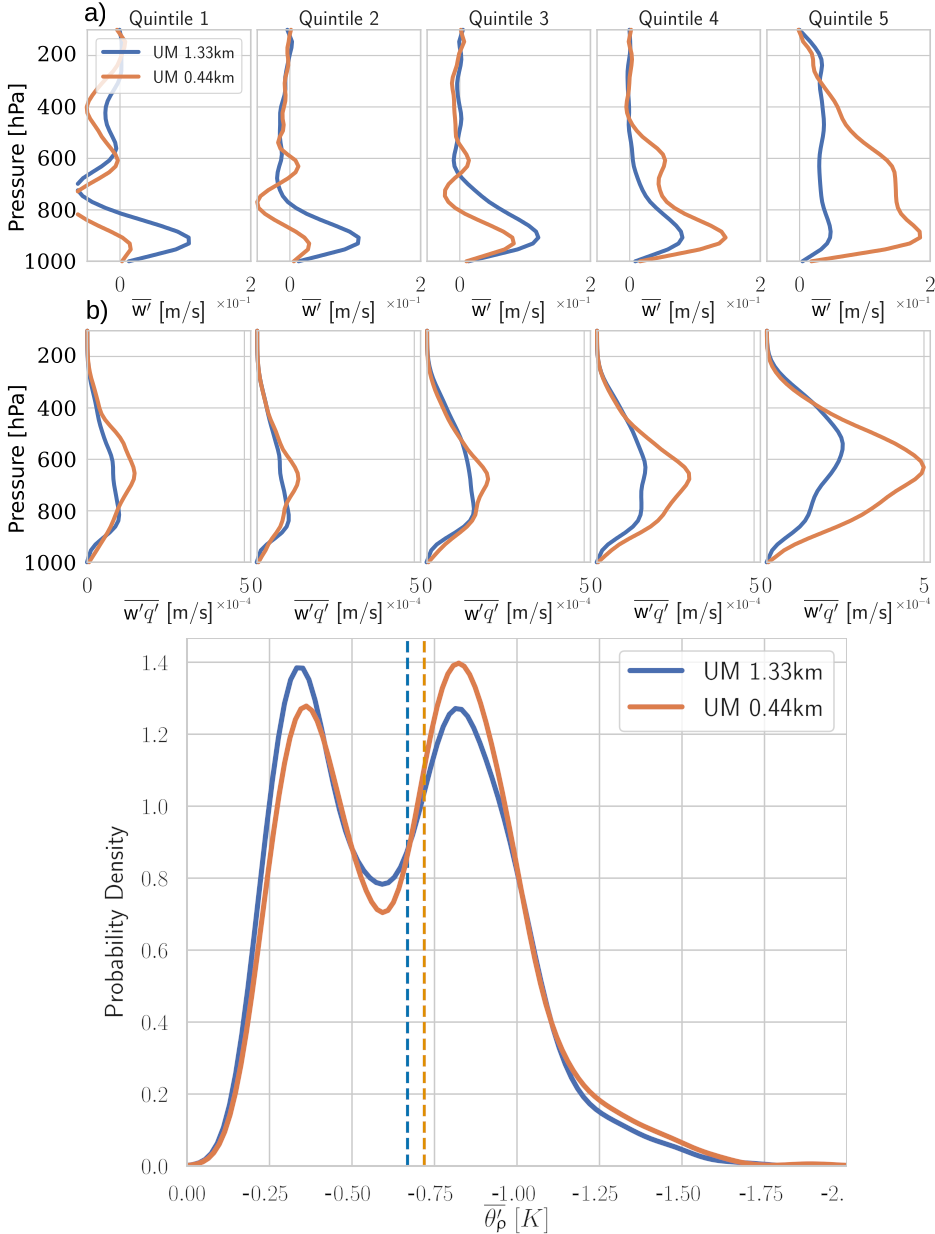 a) Quintile 1 Quintile 2 Quintile 3 Quintile 4 Quintile 5
UM 1.33km
UM 0.44km
Pressure [hPa]
200
400
600
800
1000
0 2 0 2 0 2 0 2 0 2
w′ [m/s] ×10⁻¹ w′ [m/s] ×10⁻¹ w′ [m/s] ×10⁻¹ w′ [m/s] ×10⁻¹ w′ [m/s] ×10⁻¹
b)
Pressure [hPa]
200
400
600
800
1000
0 5 0 5 0 5 0 5 0 5
w′q′ [m/s] ×10⁻⁴ w′q′ [m/s] ×10⁻⁴ w′q′ [m/s] ×10⁻⁴ w′q′ [m/s] ×10⁻⁴ w′q′ [m/s] ×10⁻⁴
UM 1.33km
UM 0.44km
Probability Density
1.4
1.2
1.0
0.8
0.6
0.4
0.2
0.0
0.00 -0.25 -0.50 -0.75 -1.00 -1.25 -1.50 -1.75 -2.
θ′ρ [K]